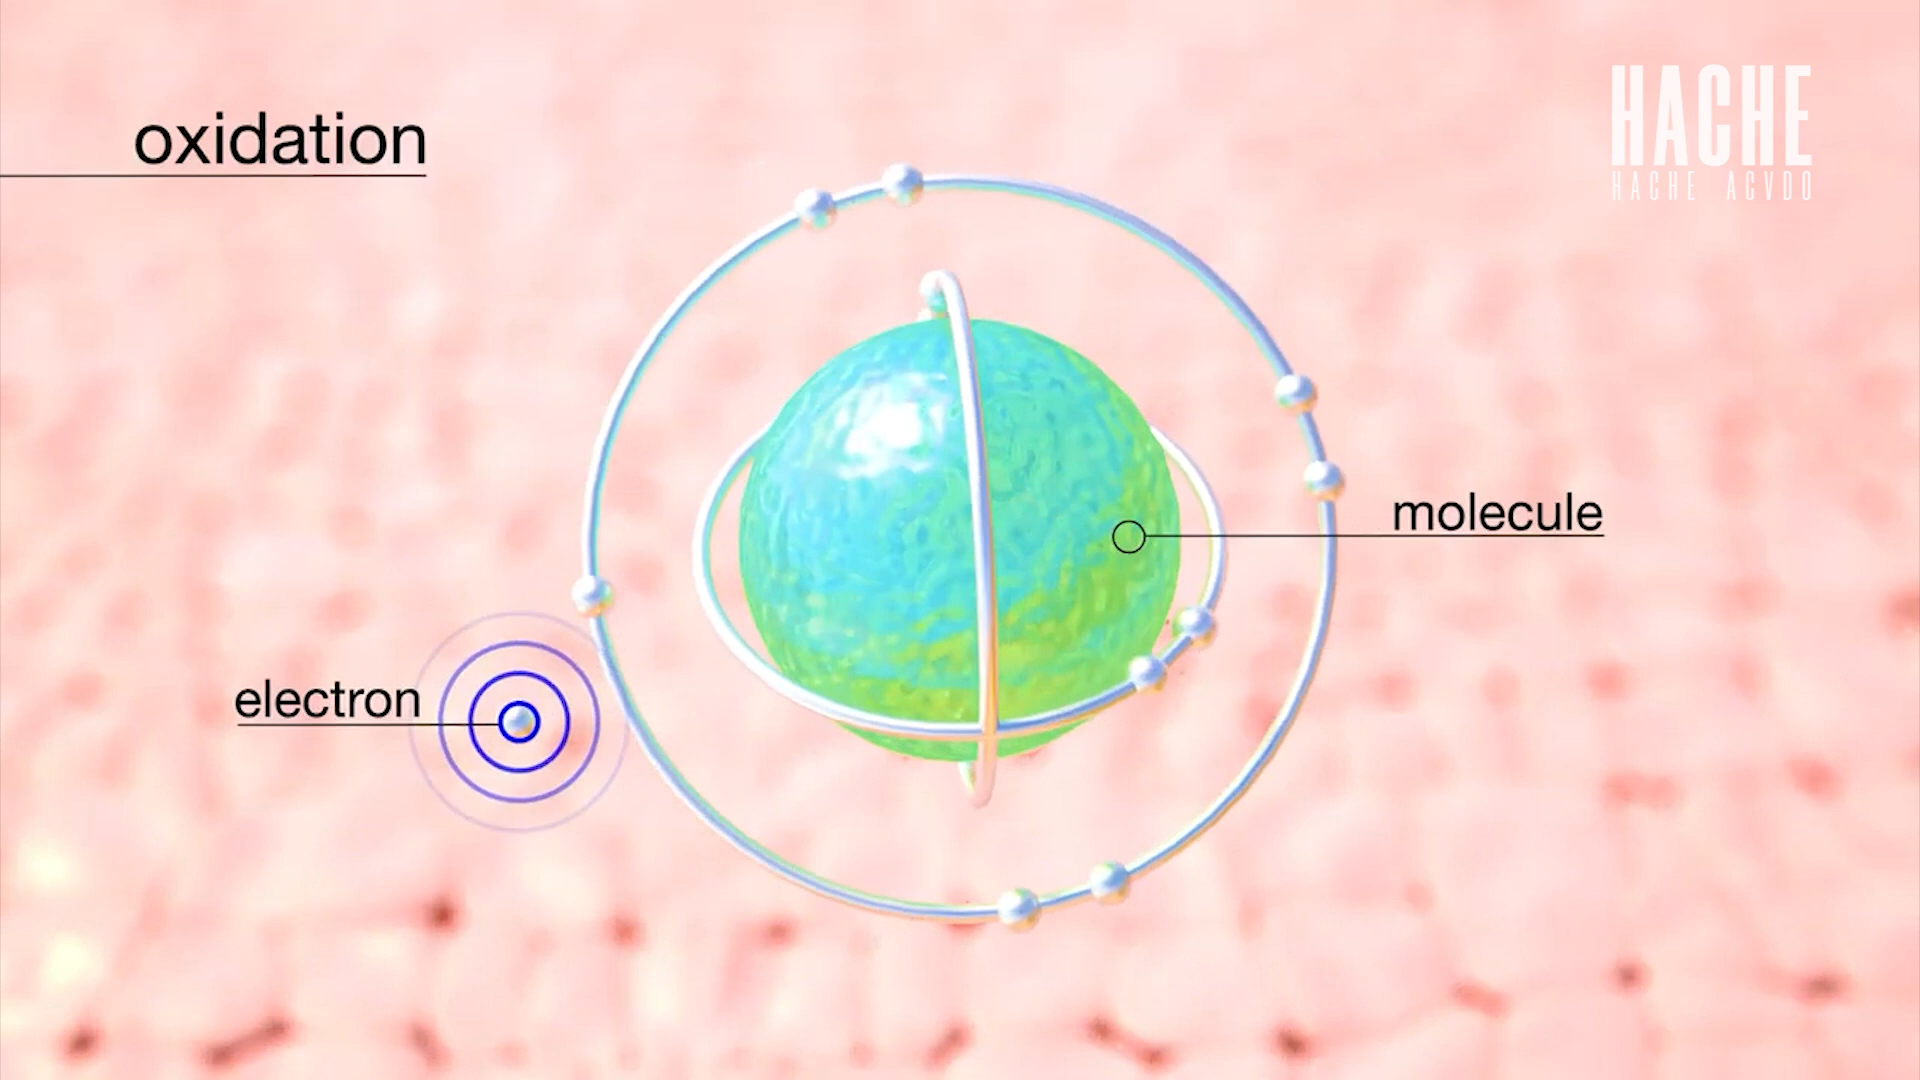 oxidation
HACHE
HACHE ACVDO
molecule
electron